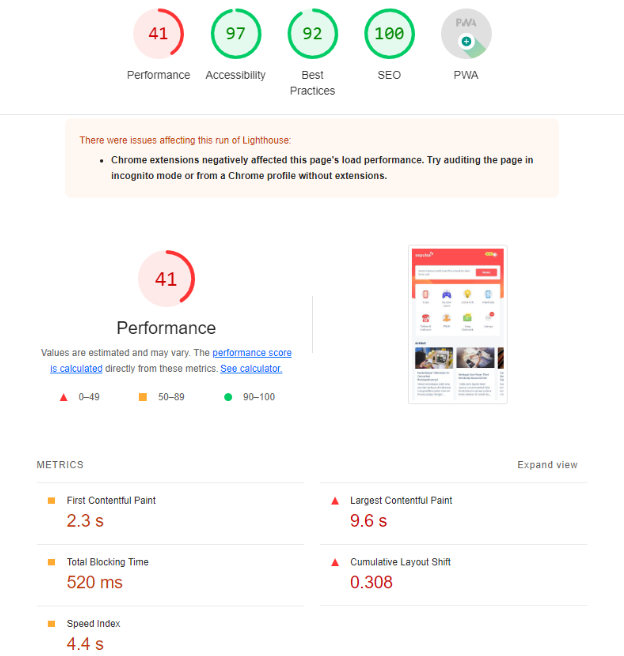 41
97
92
100
PWA
Performance
Accessibility
Best
Practices
SEO
PWA
There were issues affecting this run of Lighthouse:
• Chrome extensions negatively affected this page's load performance. Try auditing the page in
incognito mode or from a Chrome profile without extensions.
41
Performance
Values are estimated and may vary. The performance score
is calculated directly from these metrics. See calculator.
0–49
50–89
90–100
METRICS
Expand view
First Contentful Paint
2.3 s
Largest Contentful Paint
9.6 s
Total Blocking Time
520 ms
Cumulative Layout Shift
0.308
Speed Index
4.4 s